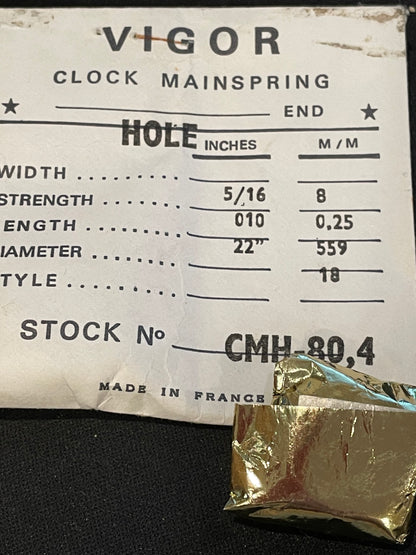 VIGOR
CLOCK MAINSPRING
★ HOLE END ★
INCHES M/M
WIDTH ........ 5/16 8
STRENGTH ....... 010 0,25
ENGTH ........ 22" 559
IAMETER ........ 18
TYLE ........
STOCK Nº CMH-80,4
MADE IN FRANCE